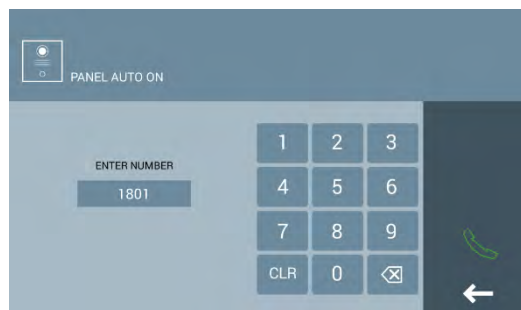 PANEL AUTO ON
ENTER NUMBER
1801
1 2 3
4 5 6
7 8 9
CLR 0